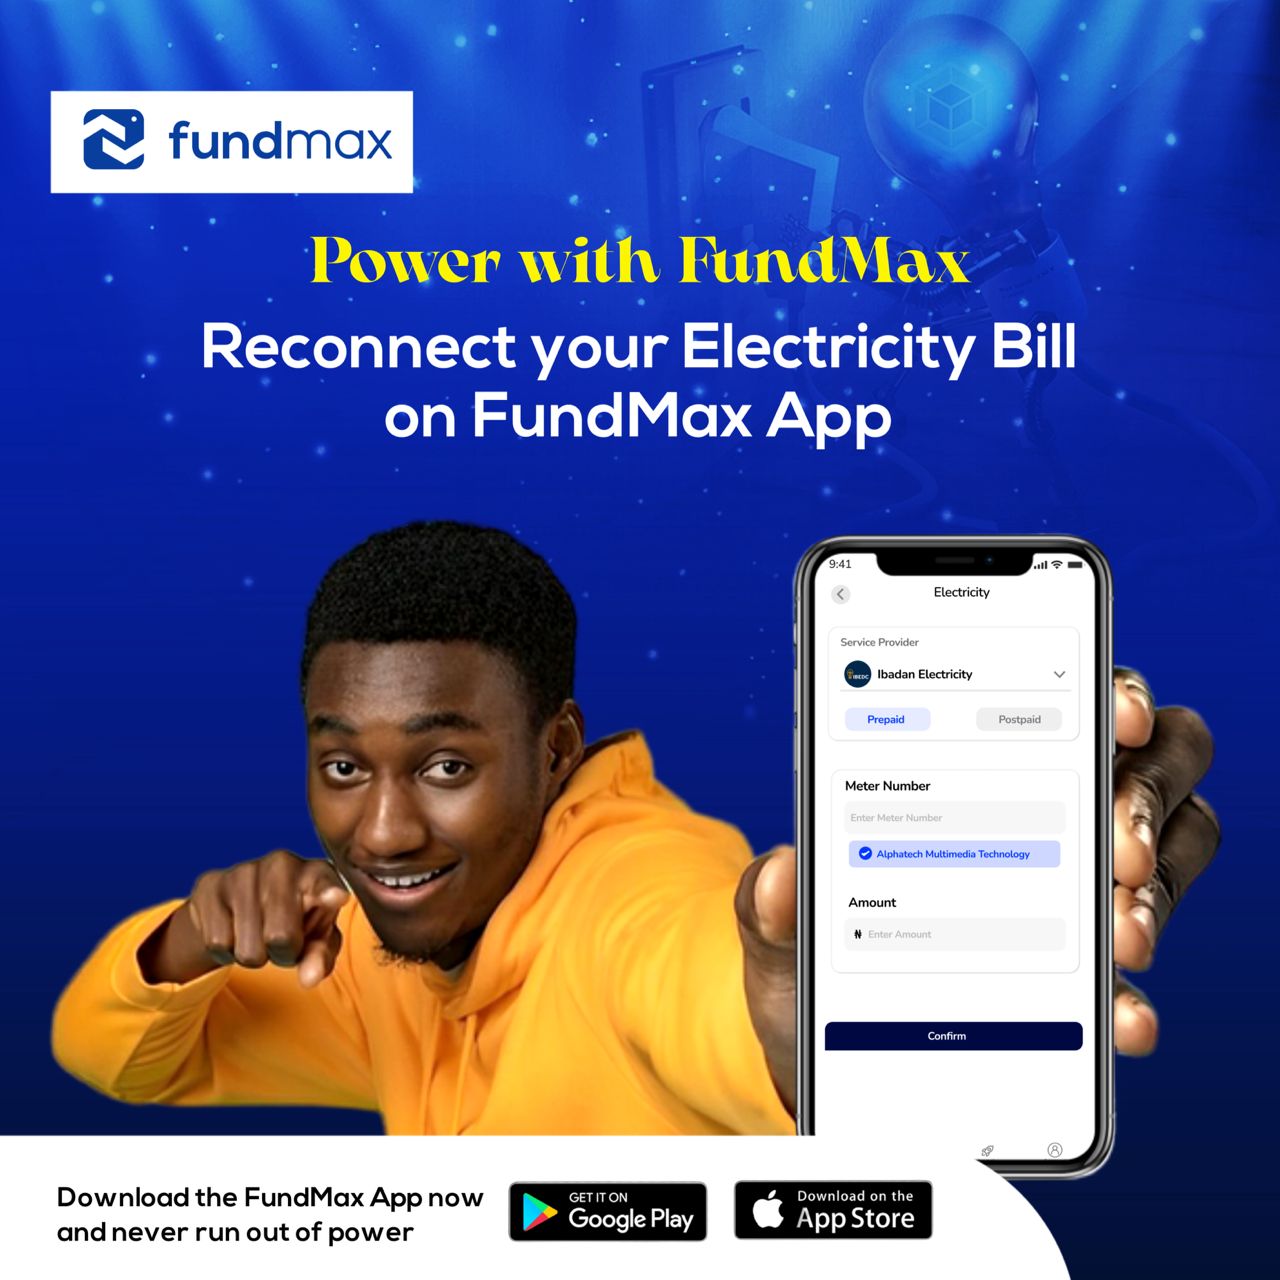 fundmax
Power with FundMax
Reconnect your Electricity Bill
on FundMax App
9:41
Electricity
Service Provider
IBEDC
Ibadan Electricity
Prepaid
Postpaid
Meter Number
Enter Meter Number
Alphatech Multimedia Technology
Amount
₦ Enter Amount
Confirm
Download the FundMax App now
and never run out of power
GET IT ON
Google Play
Download on the
App Store